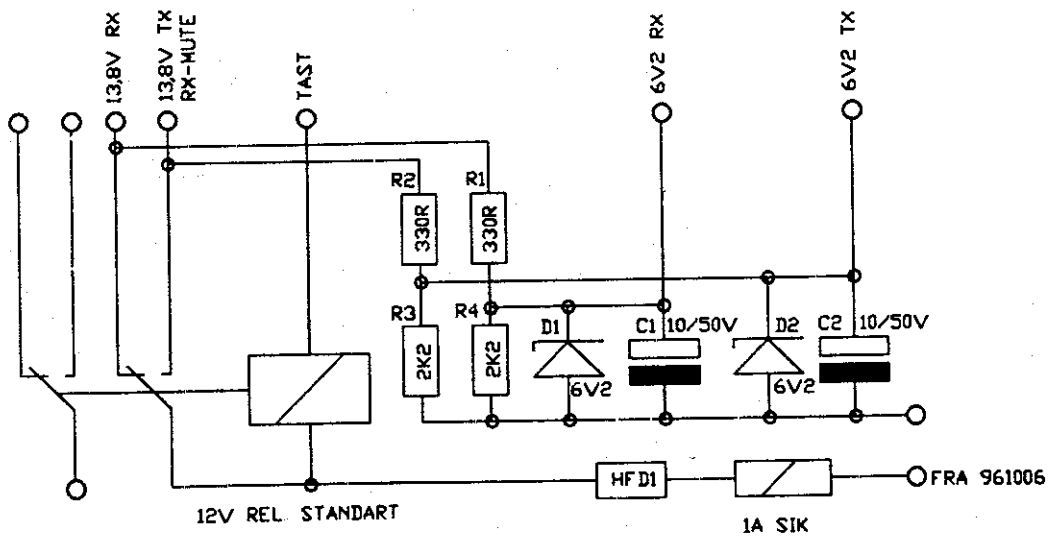 13,8V RX
13,8V TX
RX-MUTE
TAST
6V2 RX
6V2 TX
R2
R1
330R
330R
R3
R4
2K2
2K2
D1
6V2
C1 10/50V
D2
6V2
C2 10/50V
HFD1
FRA 961006
12V REL STANDART
1A SIK